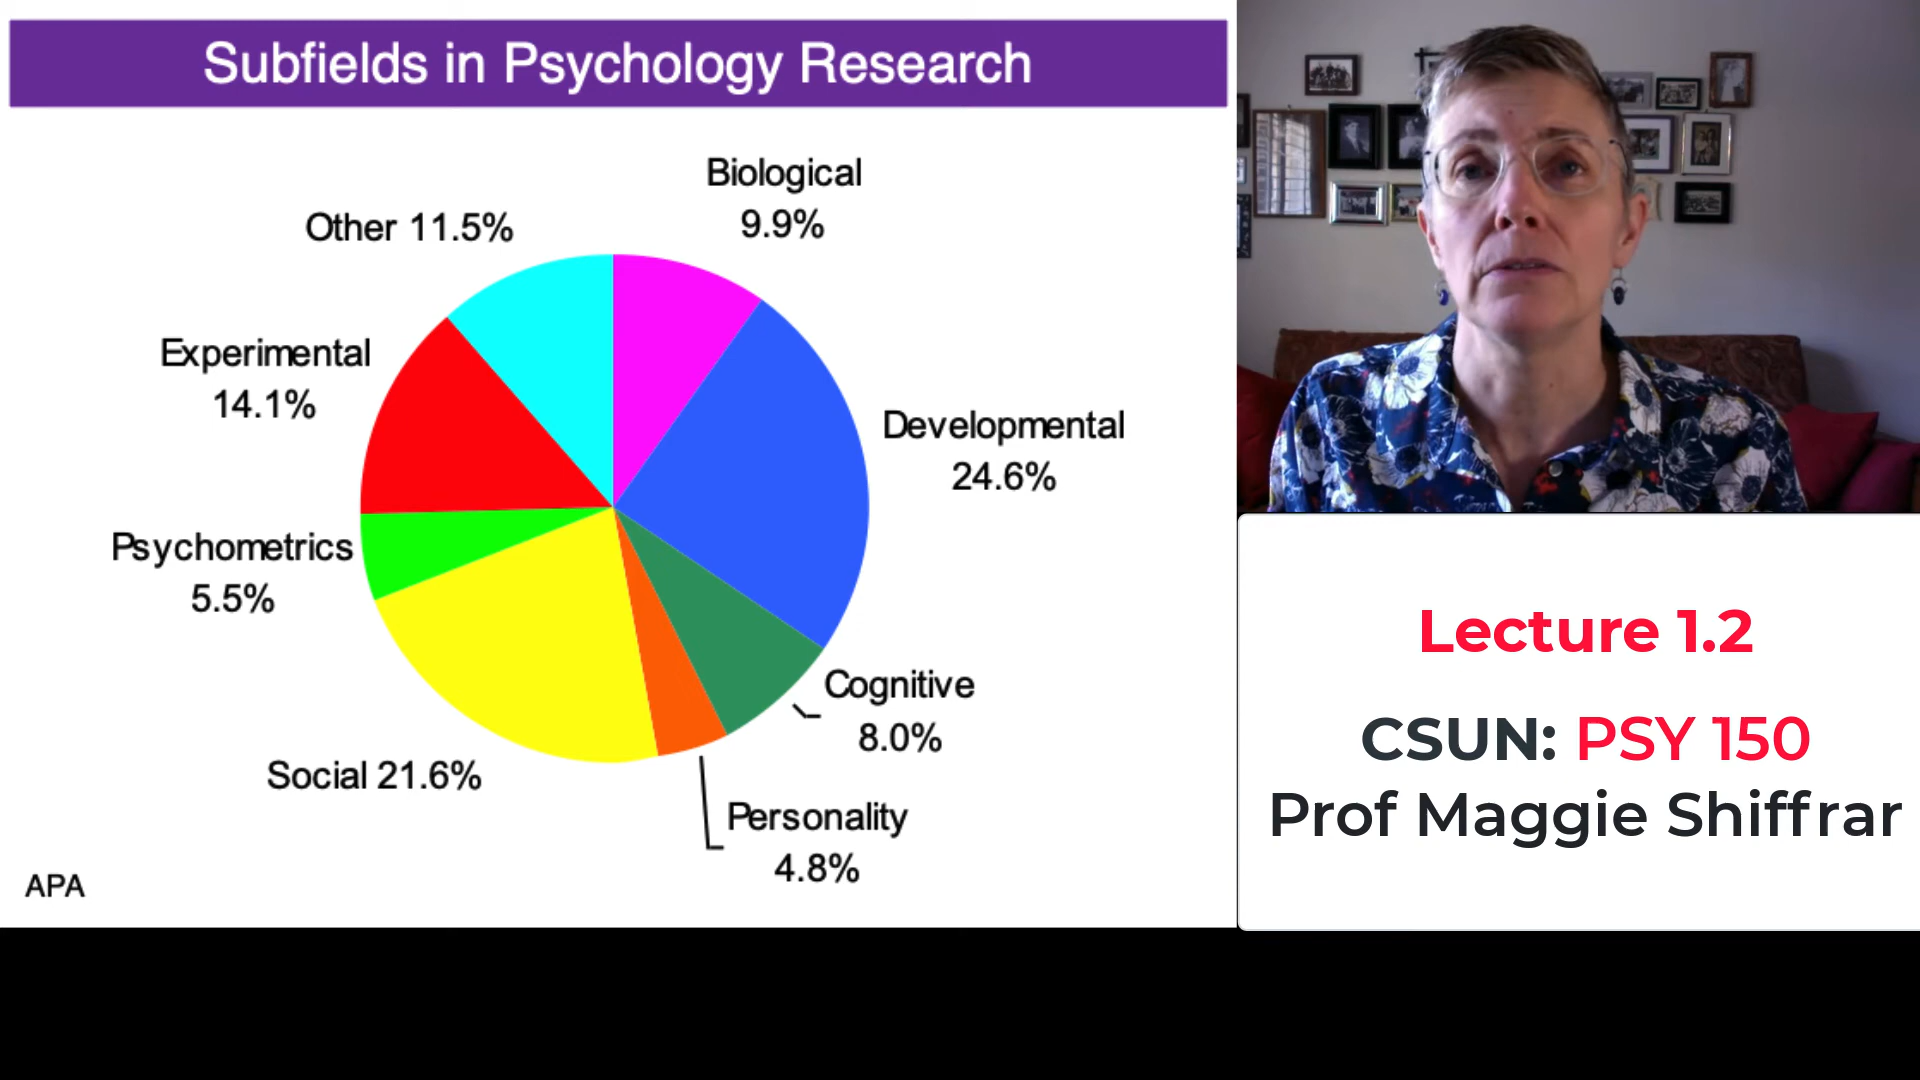 Subfields in Psychology Research
Biological
9.9%
Other 11.5%
Experimental
14.1%
Developmental
24.6%
Psychometrics
5.5%
Cognitive
8.0%
Social 21.6%
Personality
4.8%
APA
Lecture 1.2
CSUN: PSY 150
Prof Maggie Shiffrar